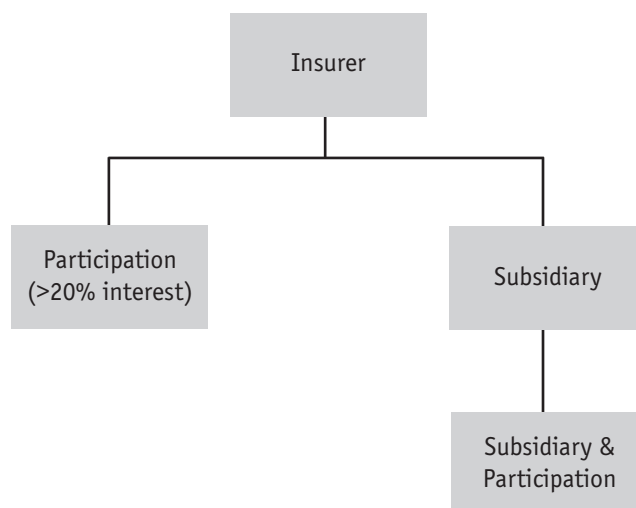 Insurer
Participation
(>20% interest)
Subsidiary
Subsidiary &
Participation